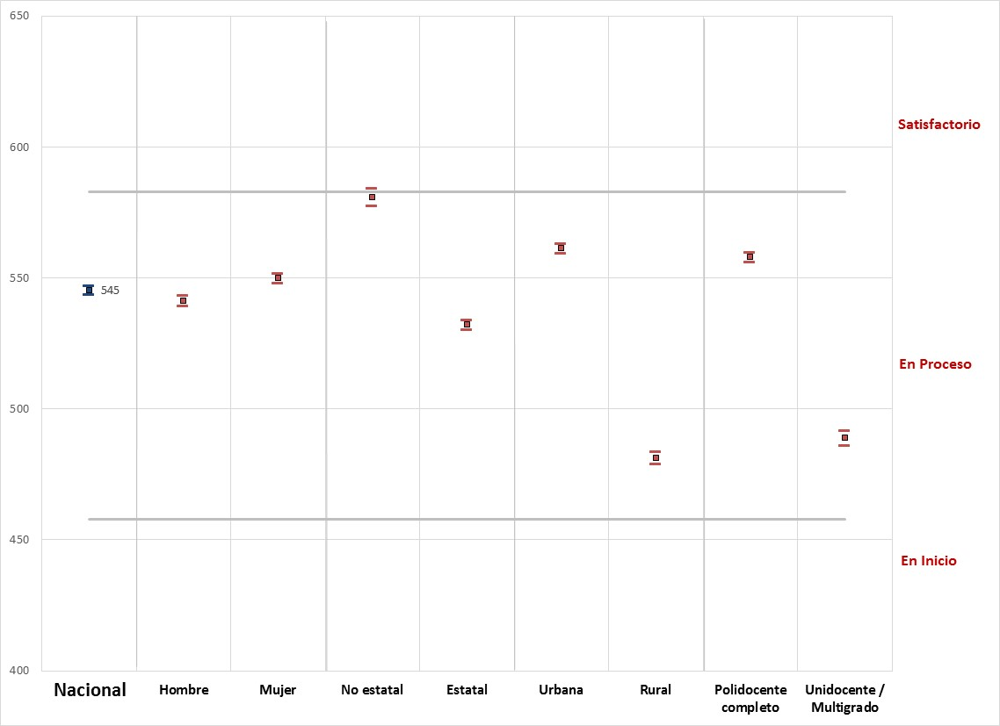 650
600
550
500
450
400
Satisfactorio
En Proceso
En Inicio
545
Nacional
Hombre
Mujer
No estatal
Estatal
Urbana
Rural
Polidocente
completo
Unidocente /
Multigrado